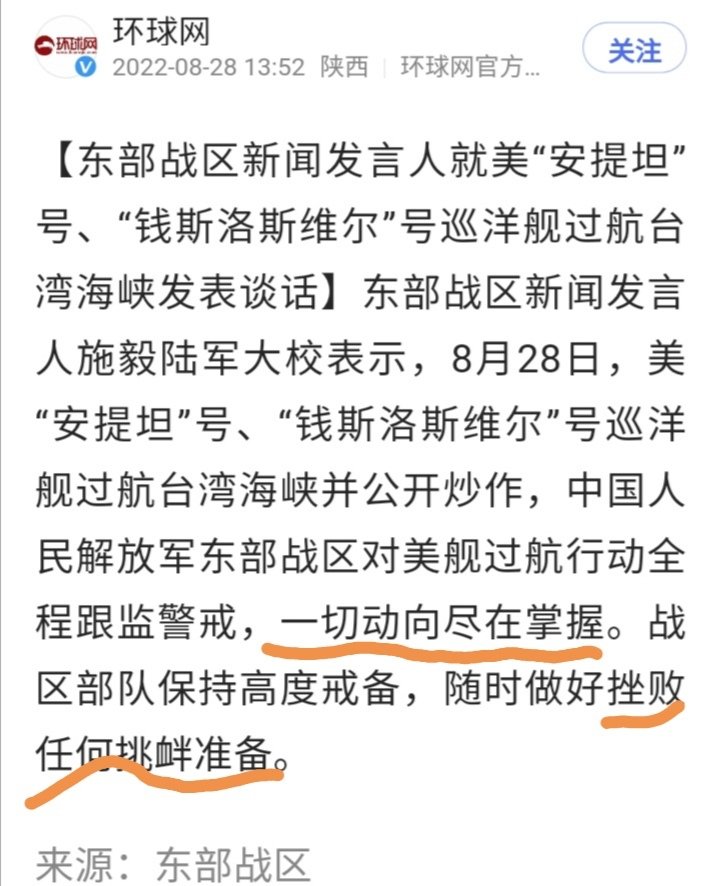 环球网
环球网
2022-08-28 13:52 陕西 环球网官方...
关注
【东部战区新闻发言人就美“安提坦”
号、“钱斯洛斯维尔”号巡洋舰过航台
湾海峡发表谈话】东部战区新闻发言
人施毅陆军大校表示，8月28日，美
“安提坦”号、“钱斯洛斯维尔”号巡洋
舰过航台湾海峡并公开炒作，中国人
民解放军东部战区对美舰过航行动全
程跟监警戒，一切动向尽在掌握。战
区部队保持高度戒备，随时做好挫败
任何挑衅准备。
来源：东部战区